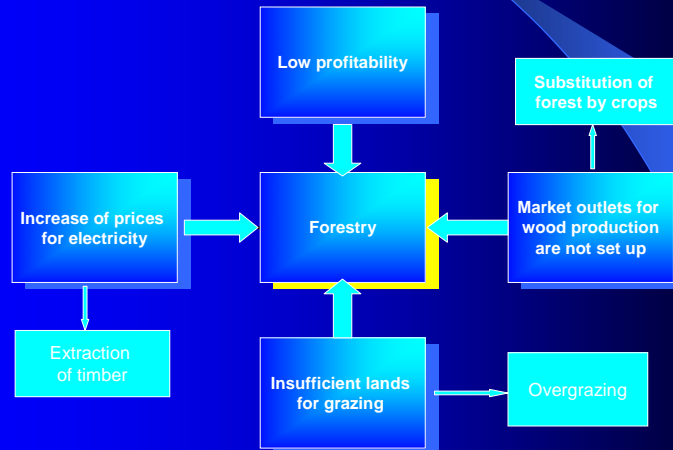 Low profitability
Substitution of
forest by crops
Increase of prices
for electricity
Forestry
Market outlets for
wood production
are not set up
Extraction
of timber
Insufficient lands
for grazing
Overgrazing